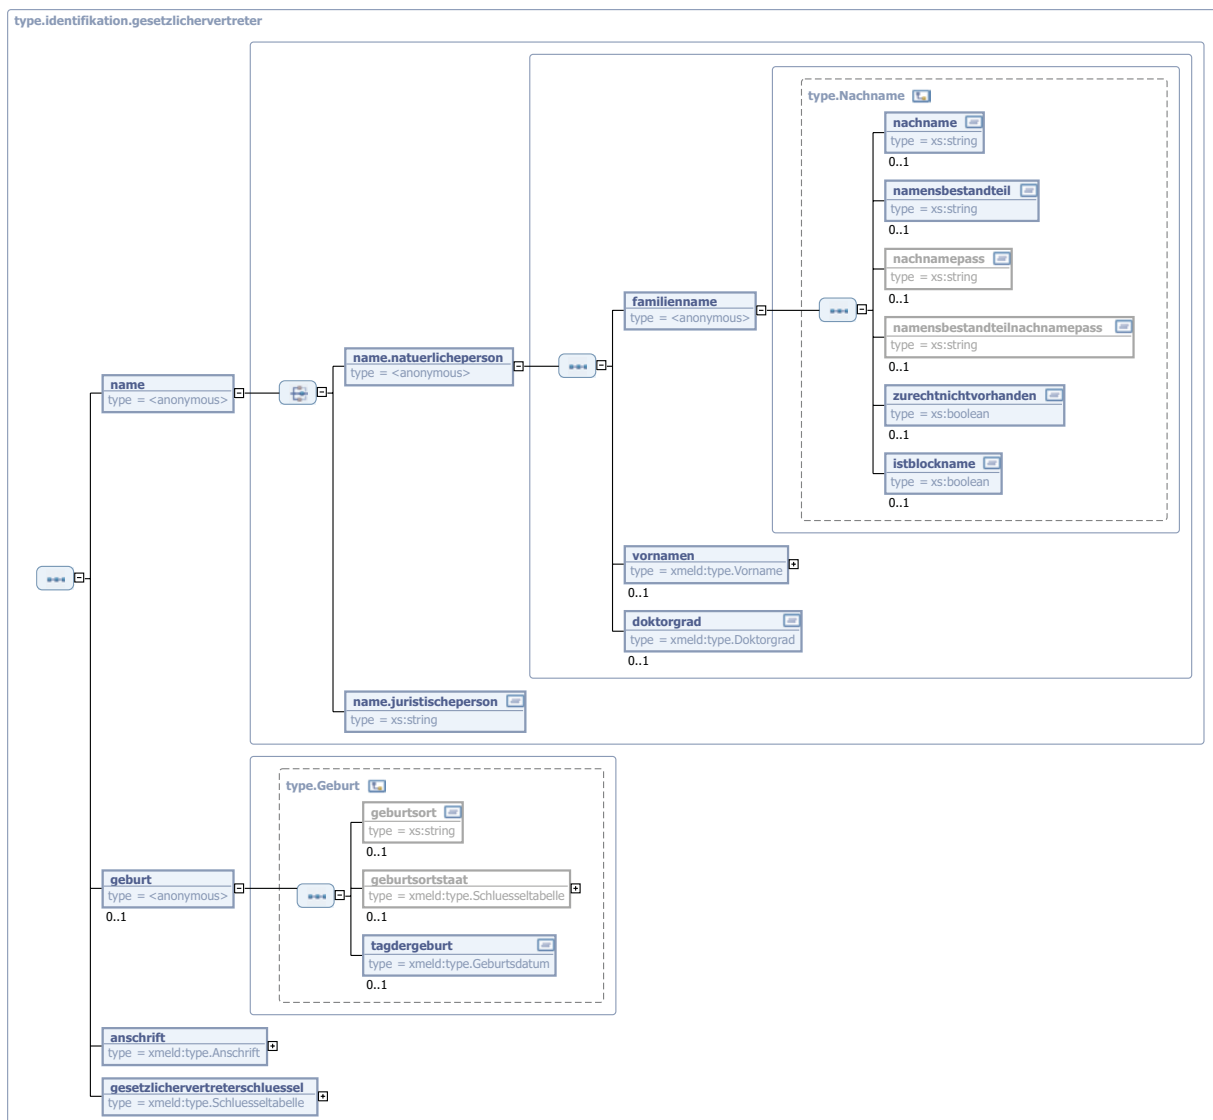 type.identifikation.gesetzlichervertreter
type.Nachname
nachname
type = xs:string
0..1
namensbestandteil
type = xs:string
0..1
nachnamepass
type = xs:string
0..1
familienname
type = <anonymous>
namensbestandteilnachnamepass
type = xs:string
0..1
name.natuerlicheperson
type = <anonymous>
name
type = <anonymous>
zurechtnichtvorhanden
type = xs:boolean
0..1
istblockname
type = xs:boolean
0..1
vornamen
type = xmeld:type.Vorname
0..1
doktorgrad
type = xmeld:type.Doktorgrad
0..1
name.juristischeperson
type = xs:string
type.Geburt
geburtsort
type = xs:string
0..1
geburt
type = <anonymous>
0..1
geburtsortstaat
type = xmeld:type.Schluesseltabelle
0..1
tagdergeburt
type = xmeld:type.Geburtsdatum
0..1
anschrift
type = xmeld:type.Anschrift
gesetzlichervertreterschluessel
type = xmeld:type.Schluesseltabelle